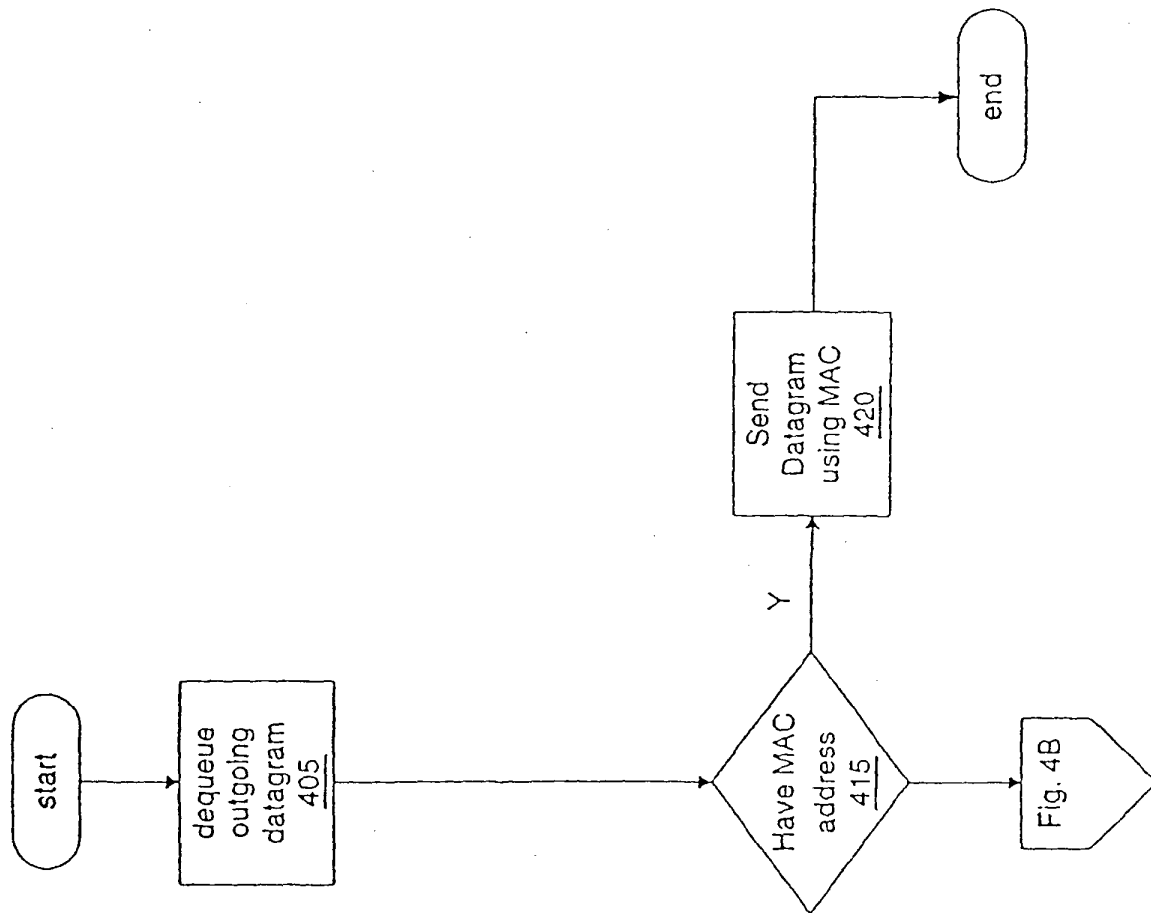 start
dequeue
outgoing
datagram
405
Have MAC
address
415
Y
Send
Datagram
using MAC
420
end
Fig. 4B